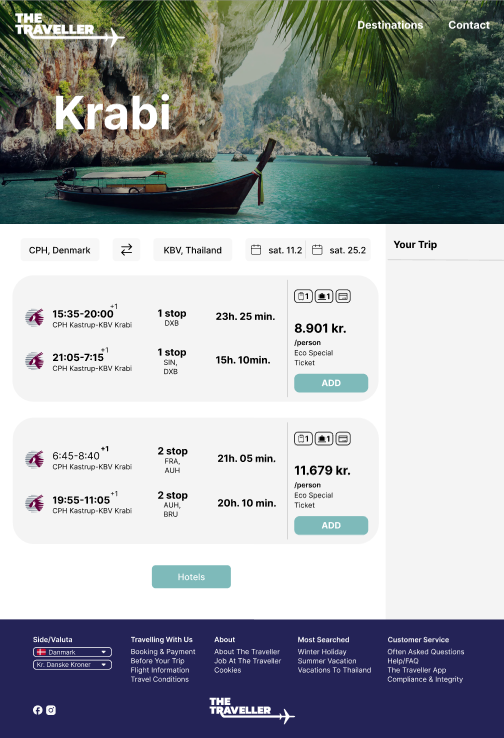 THE
TRAVELLER
Destinations
Contact
Krabi
CPH, Denmark
KBV, Thailand
sat. 11.2
sat. 25.2
Your Trip
15:35-20:00+1
CPH Kastrup-KBV Krabi
1 stop
DXB
23h. 25 min.
21:05-7:15+1
CPH Kastrup-KBV Krabi
1 stop
SIN,
DXB
15h. 10min.
1 1
8.901 kr.
/person
Eco Special
Ticket
ADD
6:45-8:40+1
CPH Kastrup-KBV Krabi
2 stop
FRA,
AUH
21h. 05 min.
19:55-11:05+1
CPH Kastrup-KBV Krabi
2 stop
AUH,
BRU
20h. 10 min.
1 1
11.679 kr.
/person
Eco Special
Ticket
ADD
Hotels
Side/Valuta
Danmark
Kr. Danske Kroner
Travelling With Us
Booking & Payment
Before Your Trip
Flight Information
Travel Conditions
About
About The Traveller
Job At The Traveller
Cookies
Most Searched
Winter Holiday
Summer Vacation
Vacations To Thailand
Customer Service
Often Asked Questions
Help/FAQ
The Traveller App
Compliance & Integrity
THE
TRAVELLER